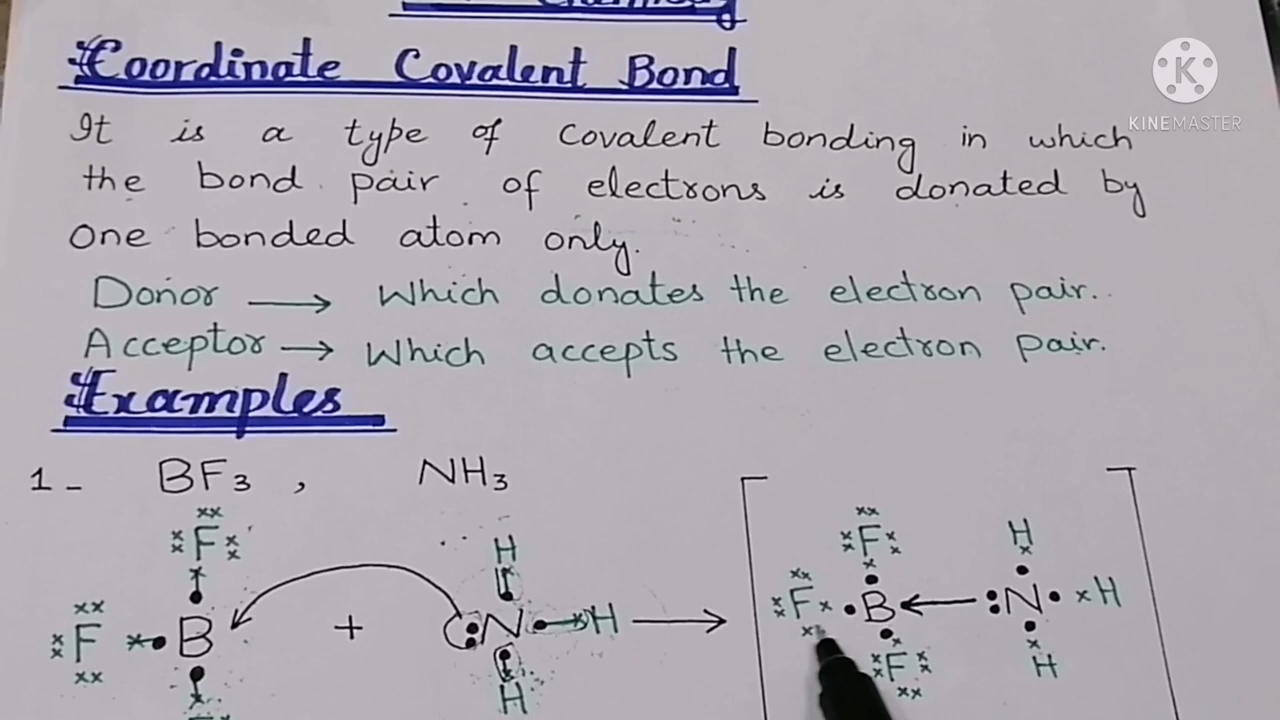 Coordinate Covalent Bond
K
KINEMASTER
It is a type of covalent bonding in which
the bond pair of electrons is donated by
one bonded atom only.
Donor → Which donates the electron pair.
Acceptor → Which accepts the electron pair.
Examples
1- BF3 , NH3
F H F H
F B + N H → F B ← N H
H F H